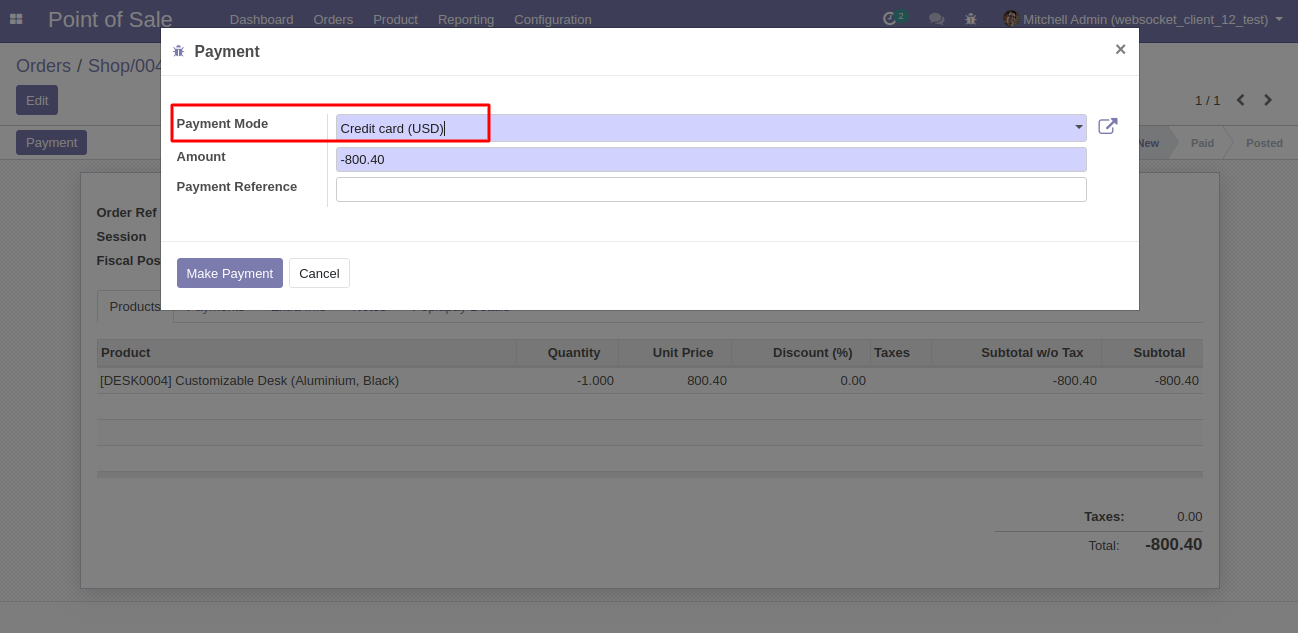 Point of Sale Dashboard Orders Product Reporting Configuration 2 Mitchell Admin (websocket_client_12_test)
Payment ×
Orders / Shop/004
Edit 1 / 1
Payment New Paid Posted
Payment Mode Credit card (USD)
Amount -800.40
Payment Reference
Order Ref
Session
Fiscal Pos
Make Payment Cancel
Products
Product Quantity Unit Price Discount (%) Taxes Subtotal w/o Tax Subtotal
[DESK0004] Customizable Desk (Aluminium, Black) -1.000 800.40 0.00 -800.40 -800.40
Taxes: 0.00
Total: -800.40